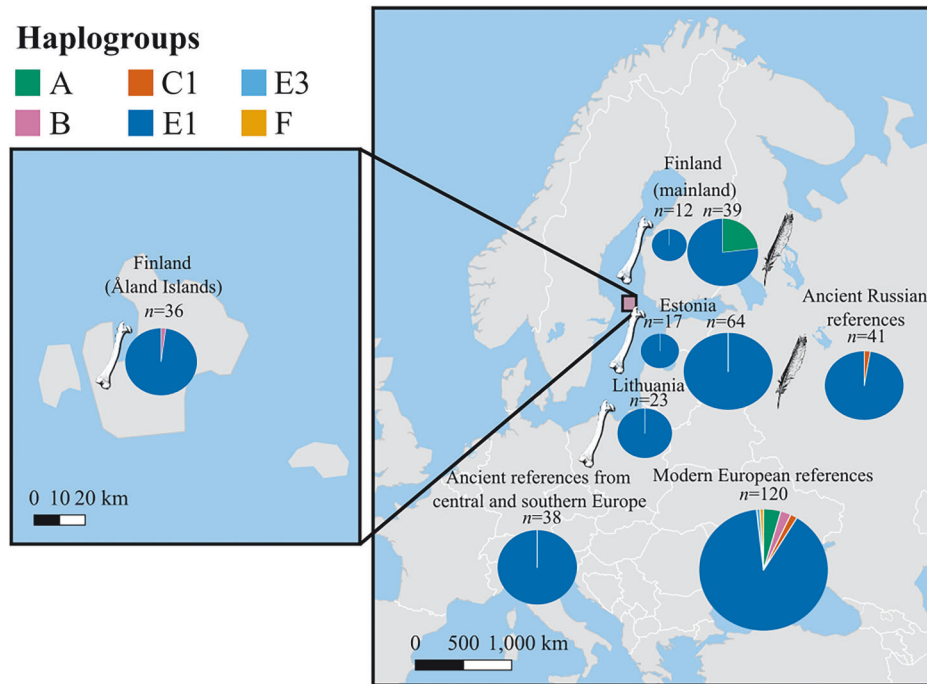 Haplogroups
A
C1
E3
B
E1
F
Finland
(Åland Islands)
n=36
0 10 20 km
Finland
(mainland)
n=12
n=39
Estonia
n=17
n=64
Ancient Russian
references
n=41
Lithuania
n=23
Ancient references from
central and southern Europe
n=38
Modern European references
n=120
0 500 1,000 km